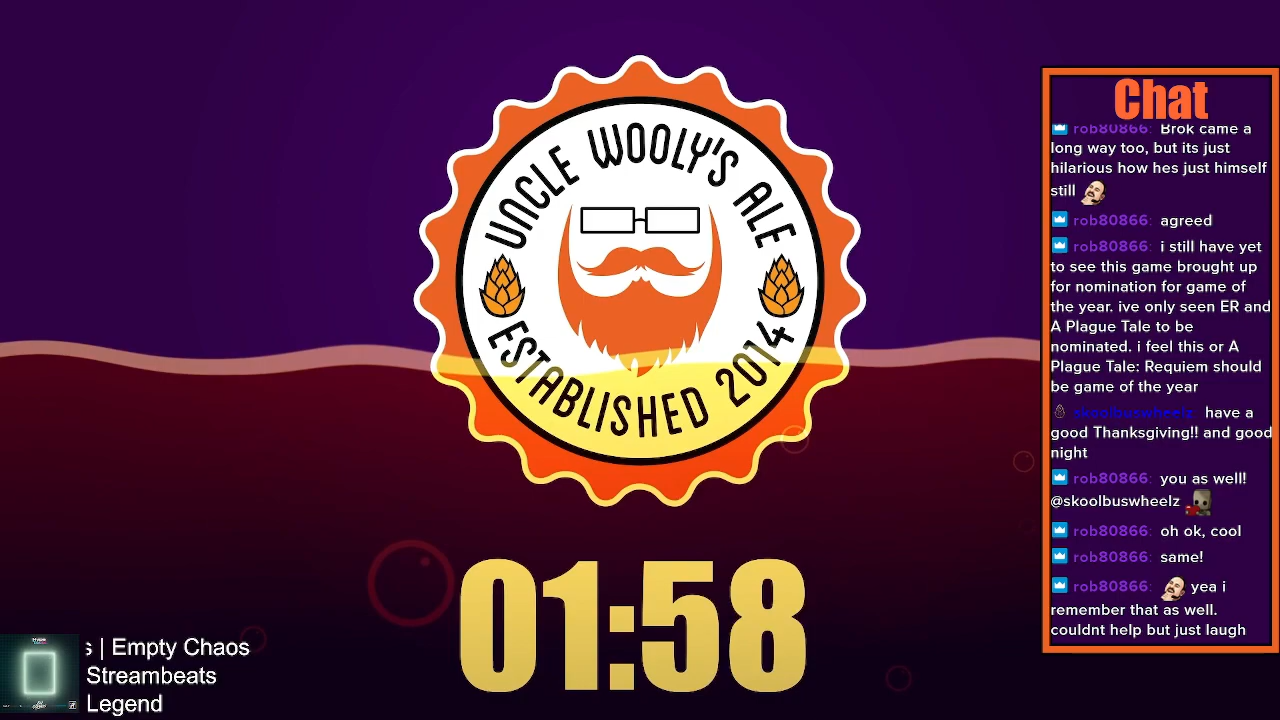 UNCLE WOOLY'S ALE
ESTABLISHED 2014
01:58
Chat
rob80866: Brok came a
long way too, but its just
hilarious how hes just himself
still
rob80866: agreed
rob80866: i still have yet
to see this game brought up
for nomination for game of
the year. ive only seen ER and
A Plague Tale to be
nominated. i feel this or A
Plague Tale: Requiem should
be game of the year
skoolbuswheelz: have a
good Thanksgiving!! and good
night
rob80866: you as well!
@skoolbuswheelz
rob80866: oh ok, cool
rob80866: same!
rob80866: yea i
remember that as well.
couldnt help but just laugh
s | Empty Chaos
Streambeats
Legend